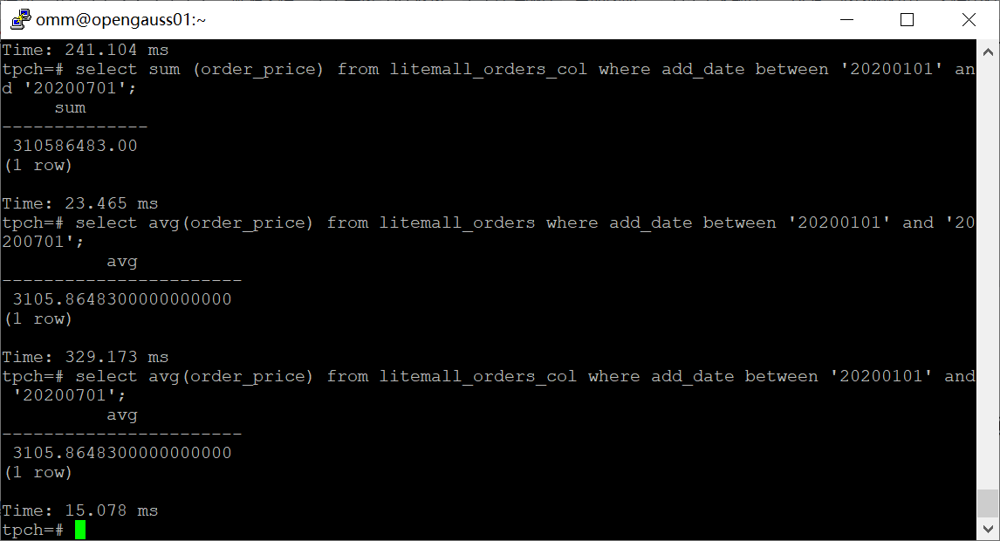 omm@opengauss01:~
Time: 241.104 ms
tpch=# select sum (order_price) from litemall_orders_col where add_date between '20200101' an
d '20200701';
     sum
--------------
 310586483.00
(1 row)

Time: 23.465 ms
tpch=# select avg(order_price) from litemall_orders where add_date between '20200101' and '20
200701';
          avg
-----------------------
 3105.8648300000000000
(1 row)

Time: 329.173 ms
tpch=# select avg(order_price) from litemall_orders_col where add_date between '20200101' and
 '20200701';
          avg
-----------------------
 3105.8648300000000000
(1 row)

Time: 15.078 ms
tpch=#